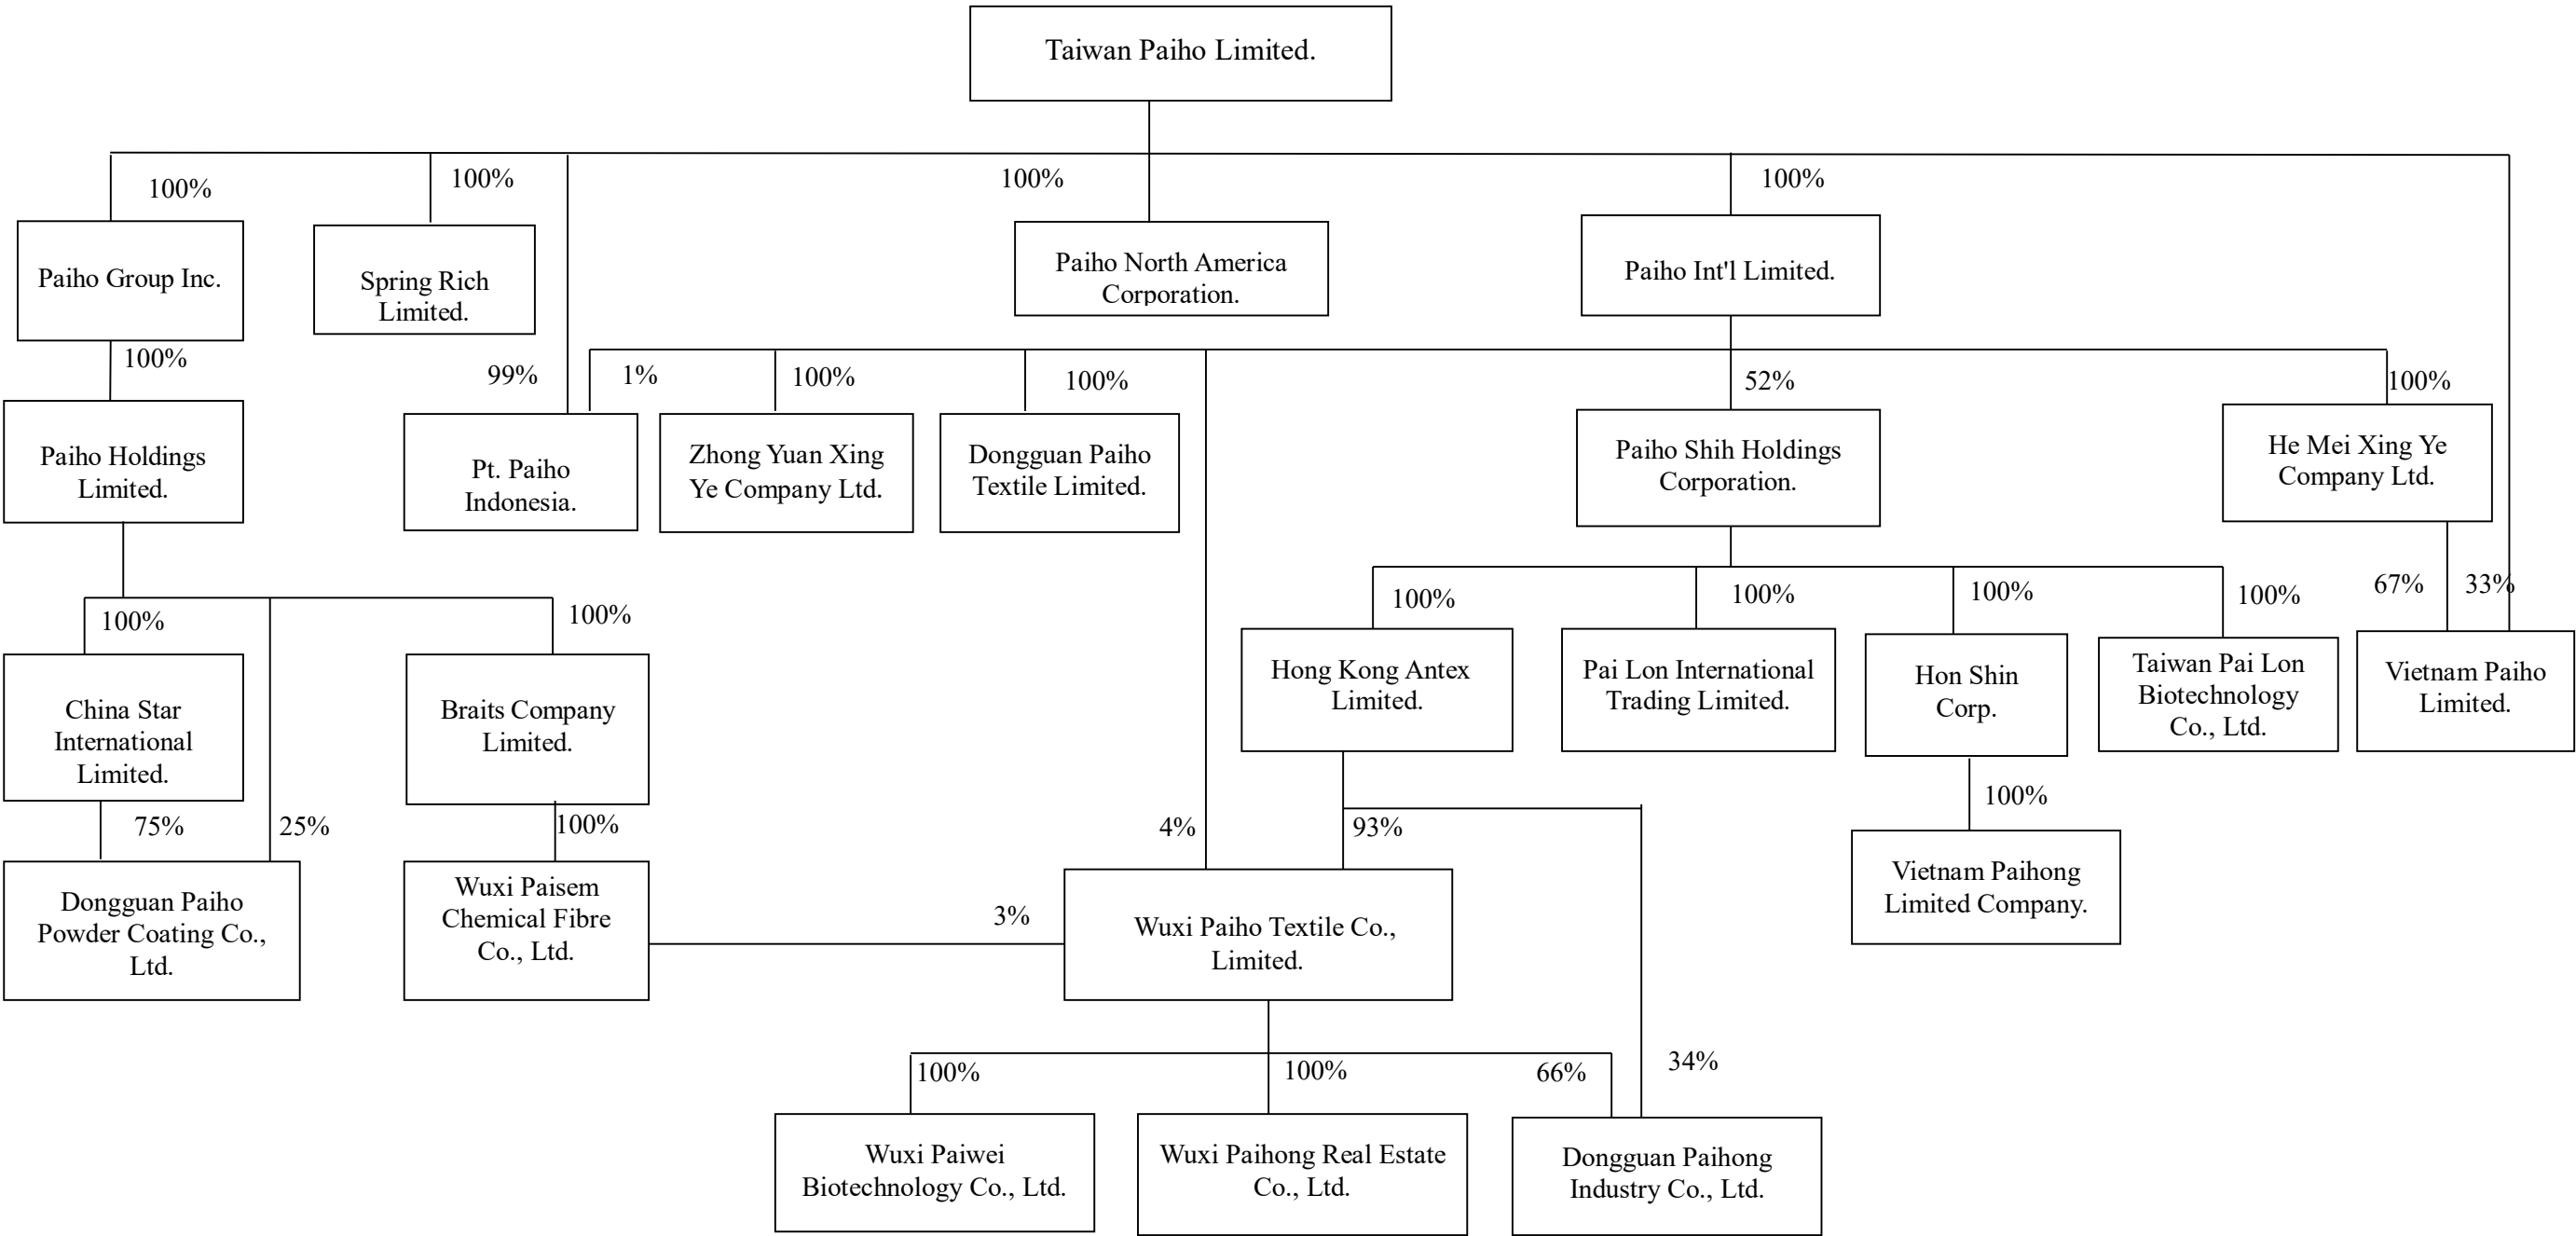 Taiwan Paiho Limited.
100%
100%
100%
100%
Paiho Group Inc.
Spring Rich
Limited.
Paiho North America
Corporation.
Paiho Int'l Limited.
100%
99%
1%
100%
100%
52%
100%
Paiho Holdings
Limited.
Pt. Paiho
Indonesia.
Zhong Yuan Xing
Ye Company Ltd.
Dongguan Paiho
Textile Limited.
Paiho Shih Holdings
Corporation.
He Mei Xing Ye
Company Ltd.
100%
100%
100%
100%
100%
100%
67%
33%
China Star
International
Limited.
Braits Company
Limited.
Hong Kong Antex
Limited.
Pai Lon International
Trading Limited.
Hon Shin
Corp.
Taiwan Pai Lon
Biotechnology
Co., Ltd.
Vietnam Paiho
Limited.
75%
25%
100%
4%
93%
100%
Dongguan Paiho
Powder Coating Co.,
Ltd.
Wuxi Paisem
Chemical Fibre
Co., Ltd.
3%
Wuxi Paiho Textile Co.,
Limited.
Vietnam Paihong
Limited Company.
100%
100%
66%
34%
Wuxi Paiwei
Biotechnology Co., Ltd.
Wuxi Paihong Real Estate
Co., Ltd.
Dongguan Paihong
Industry Co., Ltd.